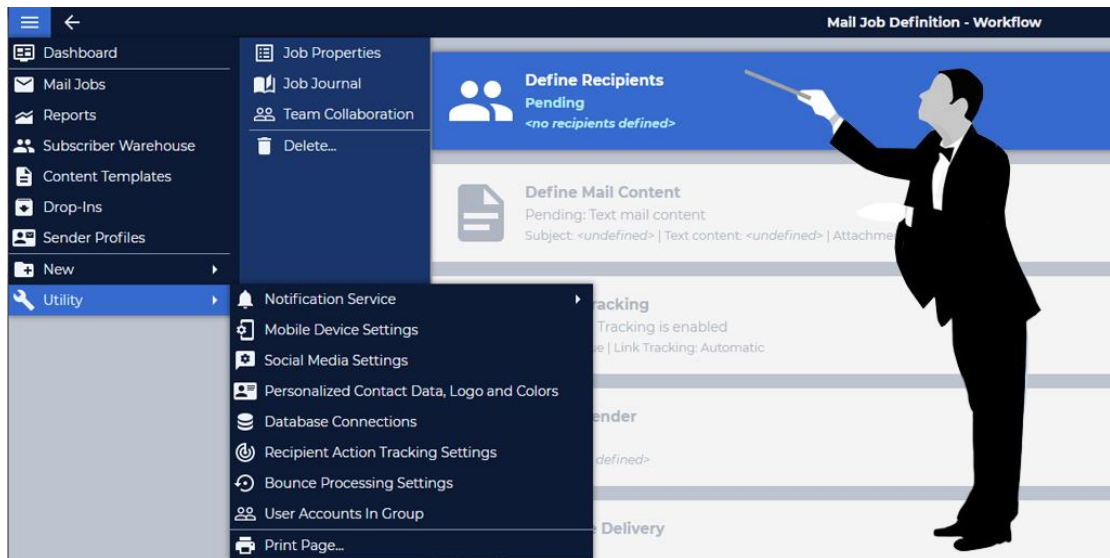 Mail Job Definition - Workflow
Dashboard
Mail Jobs
Reports
Subscriber Warehouse
Content Templates
Drop-Ins
Sender Profiles
New
Utility
Job Properties
Job Journal
Team Collaboration
Delete...
Notification Service
Mobile Device Settings
Social Media Settings
Personalized Contact Data, Logo and Colors
Database Connections
Recipient Action Tracking Settings
Bounce Processing Settings
User Accounts In Group
Print Page...
Define Recipients
Pending
<no recipients defined>
Define Mail Content
Pending: Text mail content
Subject: <undefined> | Text content: <undefined> |
Tracking is enabled
| Link Tracking: Automatic
defined>
Delivery